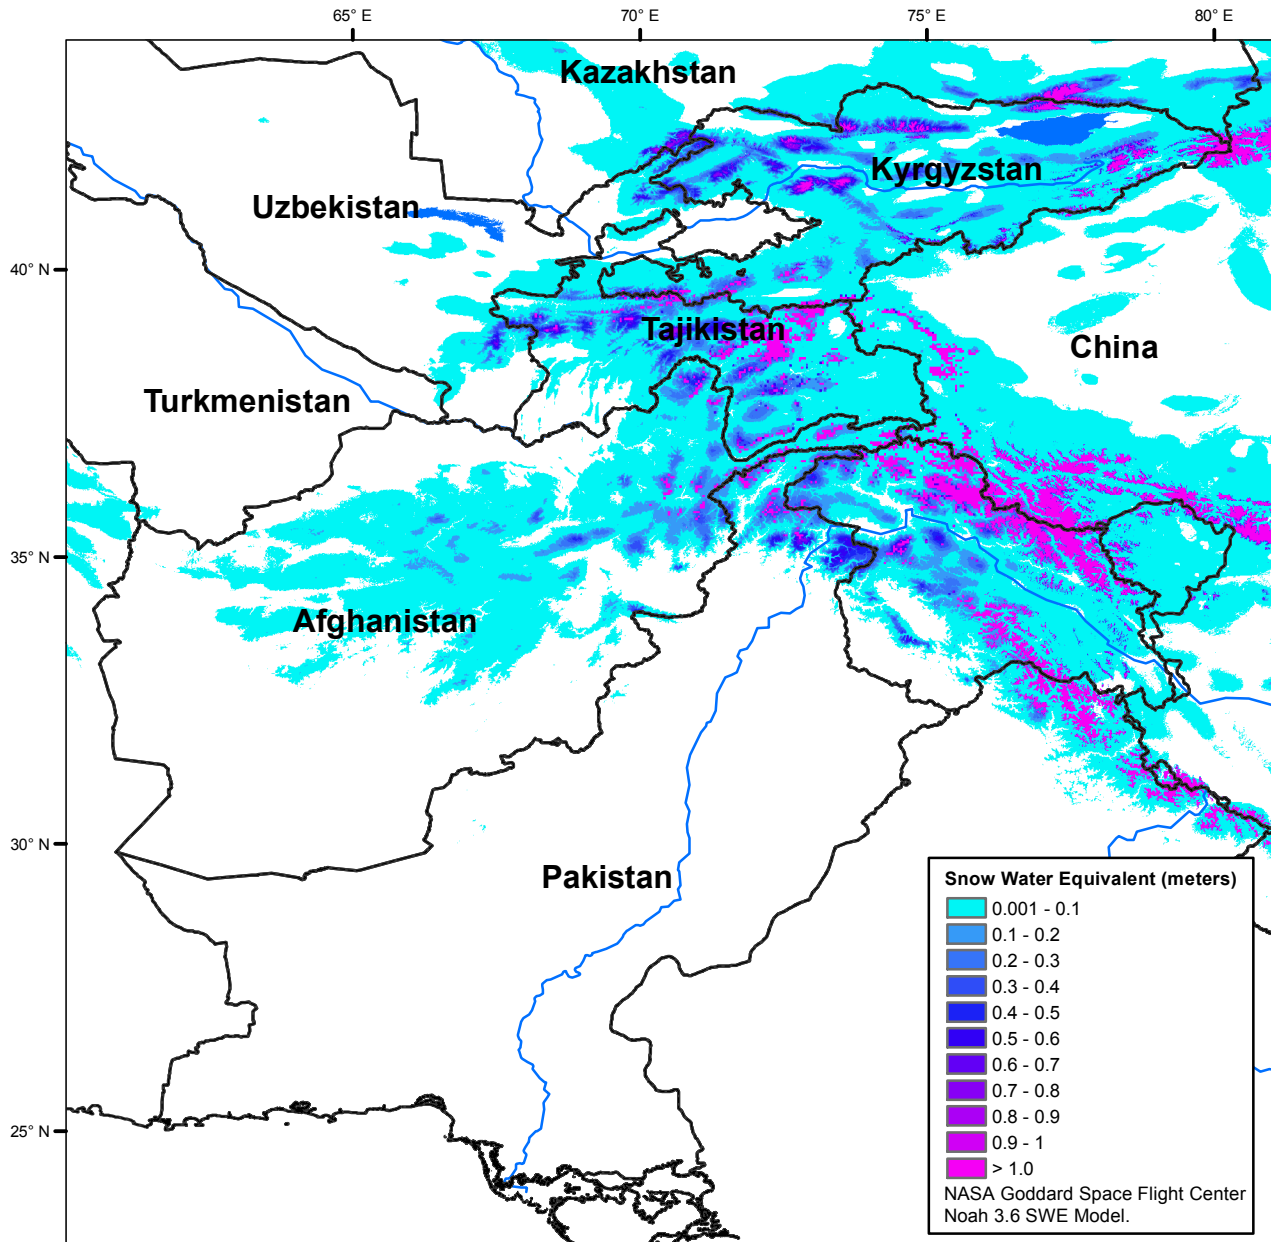 65° E
70° E
75° E
80° E
Kazakhstan
Kyrgyzstan
Uzbekistan
40° N
Tajikistan
China
Turkmenistan
35° N
Afghanistan
30° N
Pakistan
25° N
Snow Water Equivalent (meters)
0.001 - 0.1
0.1 - 0.2
0.2 - 0.3
0.3 - 0.4
0.4 - 0.5
0.5 - 0.6
0.6 - 0.7
0.7 - 0.8
0.8 - 0.9
0.9 - 1
> 1.0
NASA Goddard Space Flight Center
Noah 3.6 SWE Model.